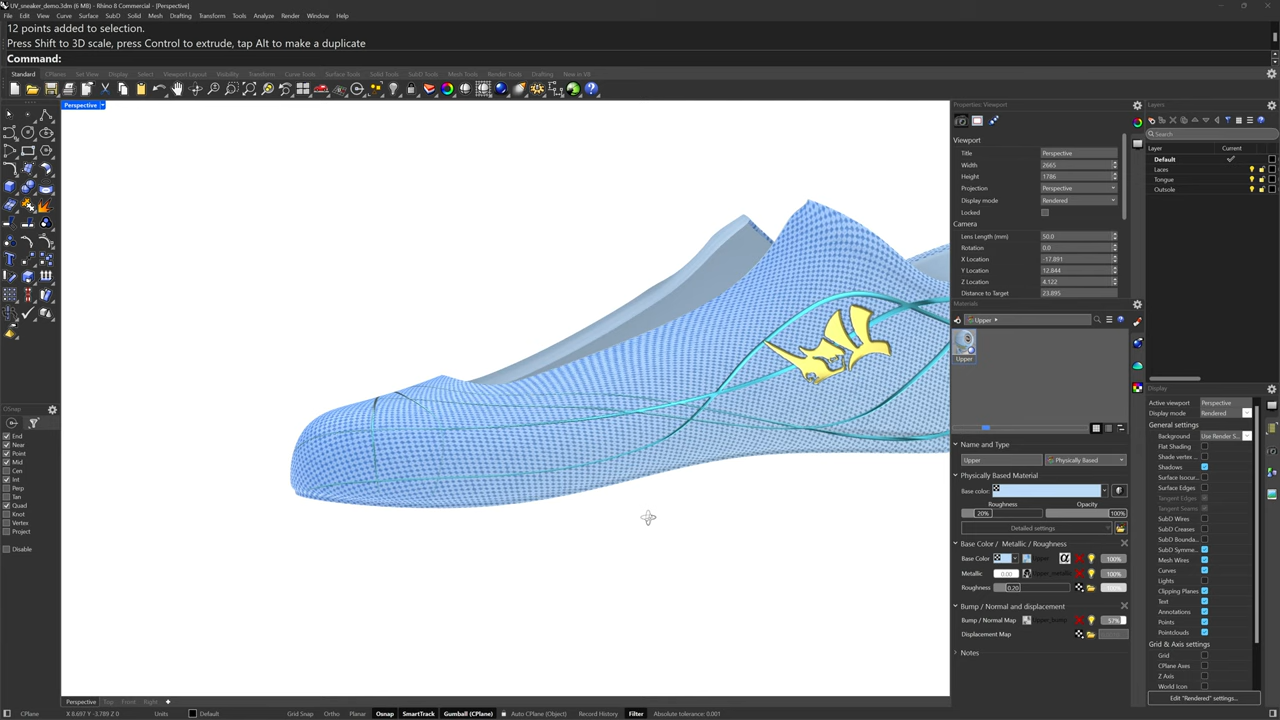 UV_sneaker_demo.3dm (6 MB) - Rhino 8 Commercial - [Perspective]
File Edit View Curve Surface SubD Solid Mesh Drafting Transform Tools Analyze Render Window Help
12 points added to selection.
Press Shift to 3D scale, press Control to extrude, tap Alt to make a duplicate
Command:
Standard CPlanes Set View Display Select Viewport Layout Visibility Transform Curve Tools Surface Tools Solid Tools SubD Tools Mesh Tools Render Tools Drafting New in V8
Perspective
Properties: Viewport
Viewport
Title Perspective
Width 2665
Height 1786
Projection Perspective
Display mode Rendered
Locked
Camera
Lens Length (mm) 50.0
Rotation 0.0
X Location -17.891
Y Location 12.844
Z Location 4.122
Distance to Target 23.895
Materials
Upper
Upper
Name and Type
Upper Physically Based
Physically Based Material
Base color:
Roughness Opacity
20% 100%
Detailed settings
Base Color / Metallic / Roughness
Base Color Upper 100%
Metallic 0.00 Upper_metallic 100%
Roughness 0.20 100%
Bump / Normal and displacement
Bump / Normal Map Upper_bump 57%
Displacement Map
Notes
Layers
Search
Layer Current
Default
Laces
Tongue
Outsole
Display
Active viewport Perspective
Display mode Rendered
General settings
Background Use Render S...
Flat Shading
Shade vertex ...
Shadows
Surface Isocur...
Surface Edges
Tangent Edges
Tangent Seams
SubD Wires
SubD Creases
SubD Bounda...
SubD Symme...
Mesh Wires
Curves
Lights
Clipping Planes
Text
Annotations
Points
Pointclouds
Grid & Axis settings
Grid
CPlane Axes
Z Axis
World Icon
Edit "Rendered" settings...
OSnap
End
Near
Point
Mid
Cen
Int
Perp
Tan
Quad
Knot
Vertex
Project
Disable
Perspective Top Front Right
CPlane X 8.697 Y -3.789 Z 0 Units Default Grid Snap Ortho Planar Osnap SmartTrack Gumball (CPlane) Auto CPlane (Object) Record History Filter Absolute tolerance: 0.001